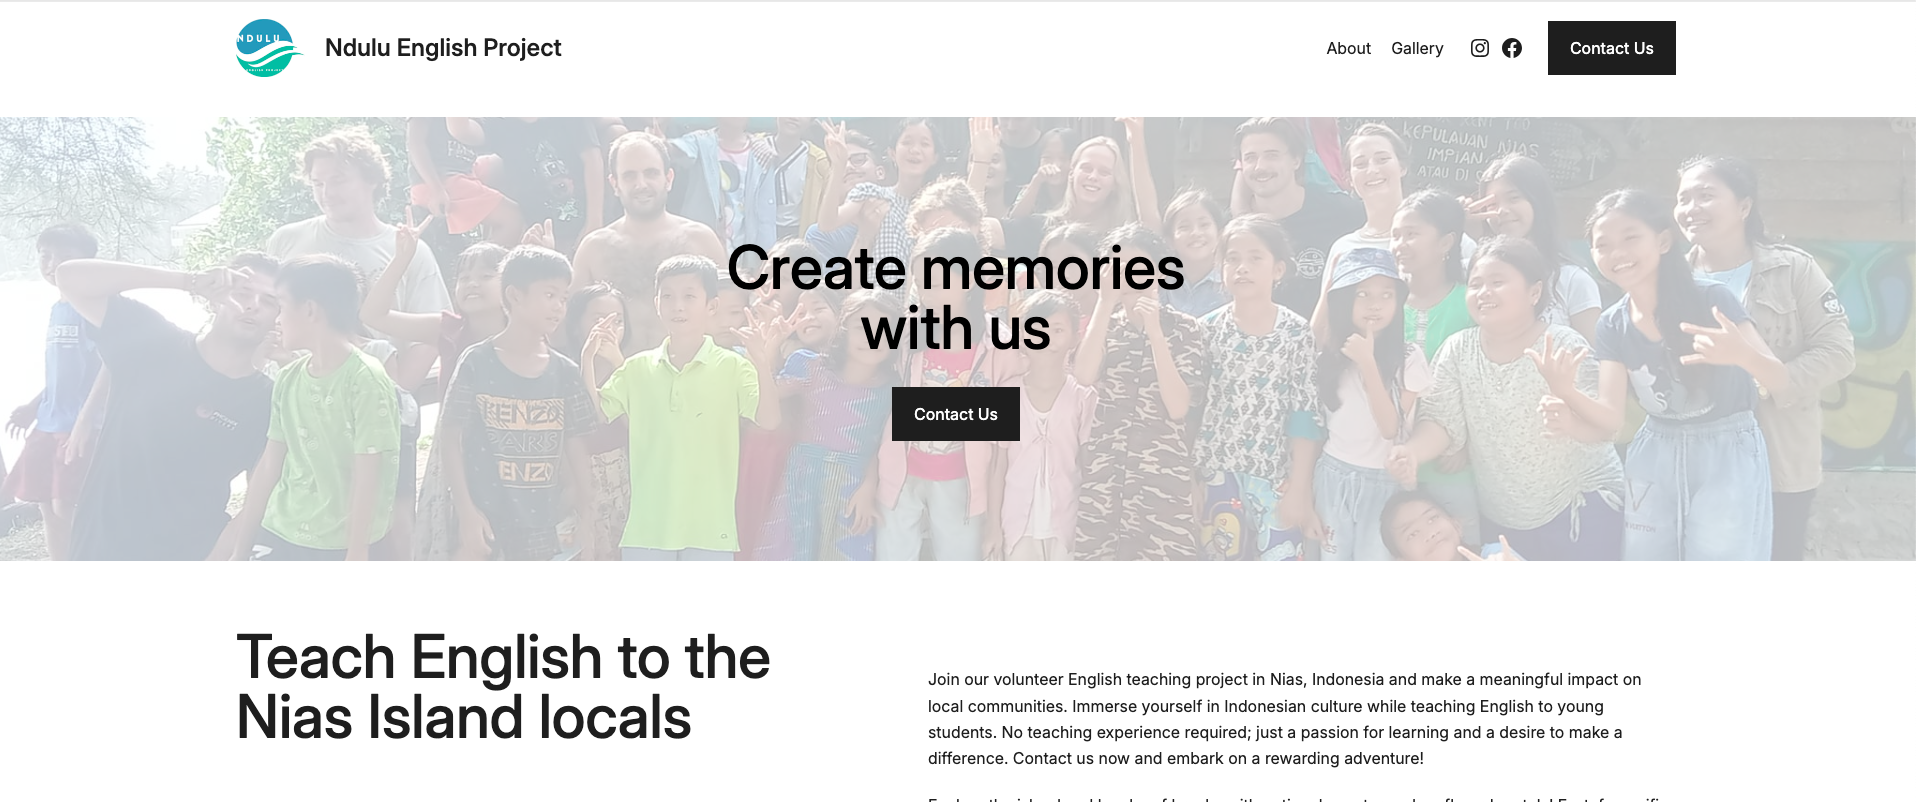 NDULU
Ndulu English Project
About
Gallery
Contact Us
KEPULAUAN NIAS
IMPIAN
ATAU DI
Create memories
with us
Contact Us
KENZO
PARIS
ENZO
Teach English to the
Nias Island locals
Join our volunteer English teaching project in Nias, Indonesia and make a meaningful impact on
local communities. Immerse yourself in Indonesian culture while teaching English to young
students. No teaching experience required; just a passion for learning and a desire to make a
difference. Contact us now and embark on a rewarding adventure!